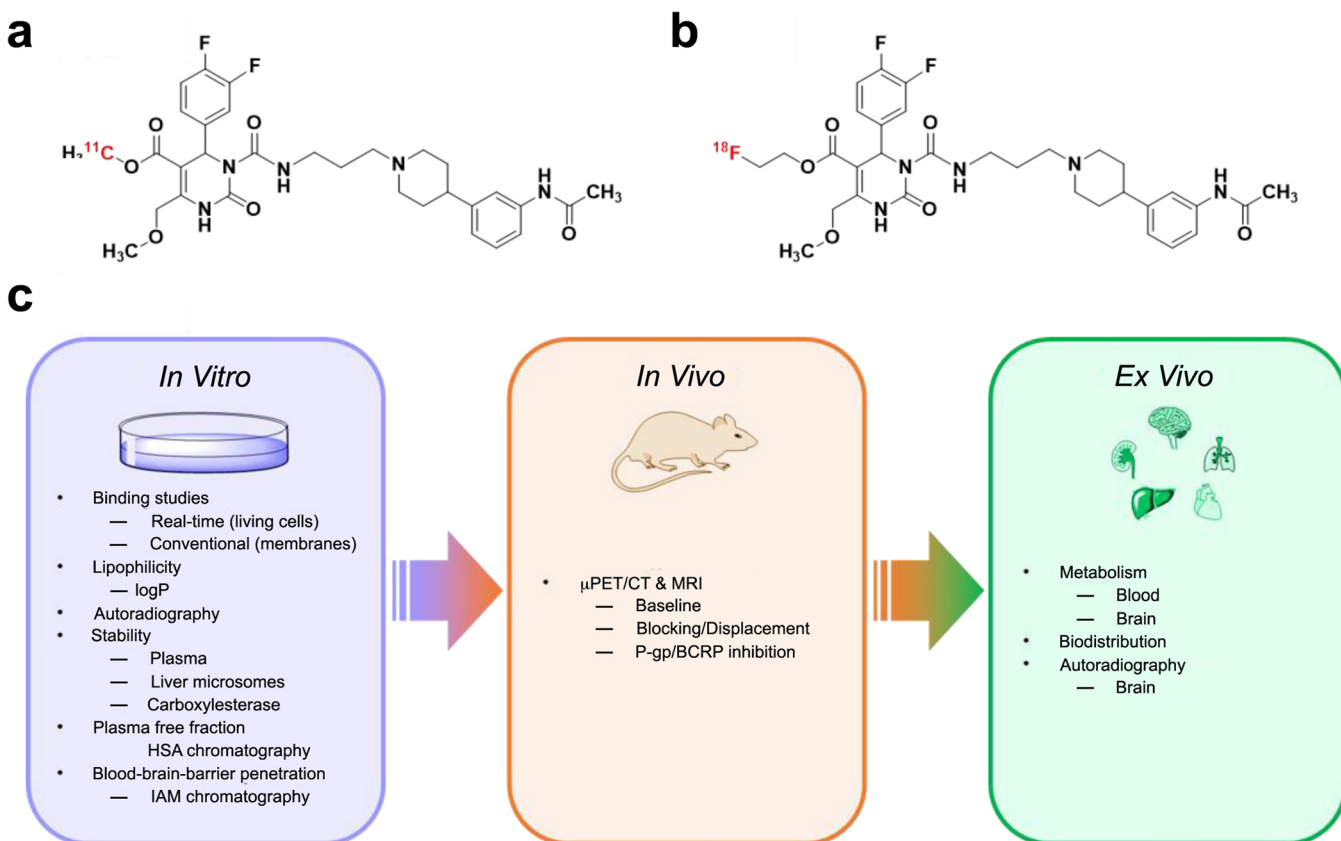 a
b
F
F
H₃¹¹C
O
O
O
N
N
H
N
NH
O
O
H₃C
H
N
CH₃
O
F
F
¹⁸F
O
O
O
N
N
H
N
NH
O
O
H₃C
H
N
CH₃
O
c
In Vitro
• Binding studies
— Real-time (living cells)
— Conventional (membranes)
• Lipophilicity
— logP
• Autoradiography
• Stability
— Plasma
— Liver microsomes
— Carboxylesterase
• Plasma free fraction
HSA chromatography
• Blood-brain-barrier penetration
— IAM chromatography
In Vivo
• μPET/CT & MRI
— Baseline
— Blocking/Displacement
— P-gp/BCRP inhibition
Ex Vivo
• Metabolism
— Blood
— Brain
• Biodistribution
• Autoradiography
— Brain